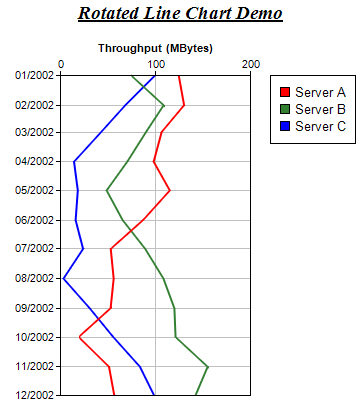 Rotated Line Chart Demo
Throughput (MBytes)
0 100 200
01/2002
02/2002
03/2002
04/2002
05/2002
06/2002
07/2002
08/2002
09/2002
10/2002
11/2002
12/2002
Server A
Server B
Server C